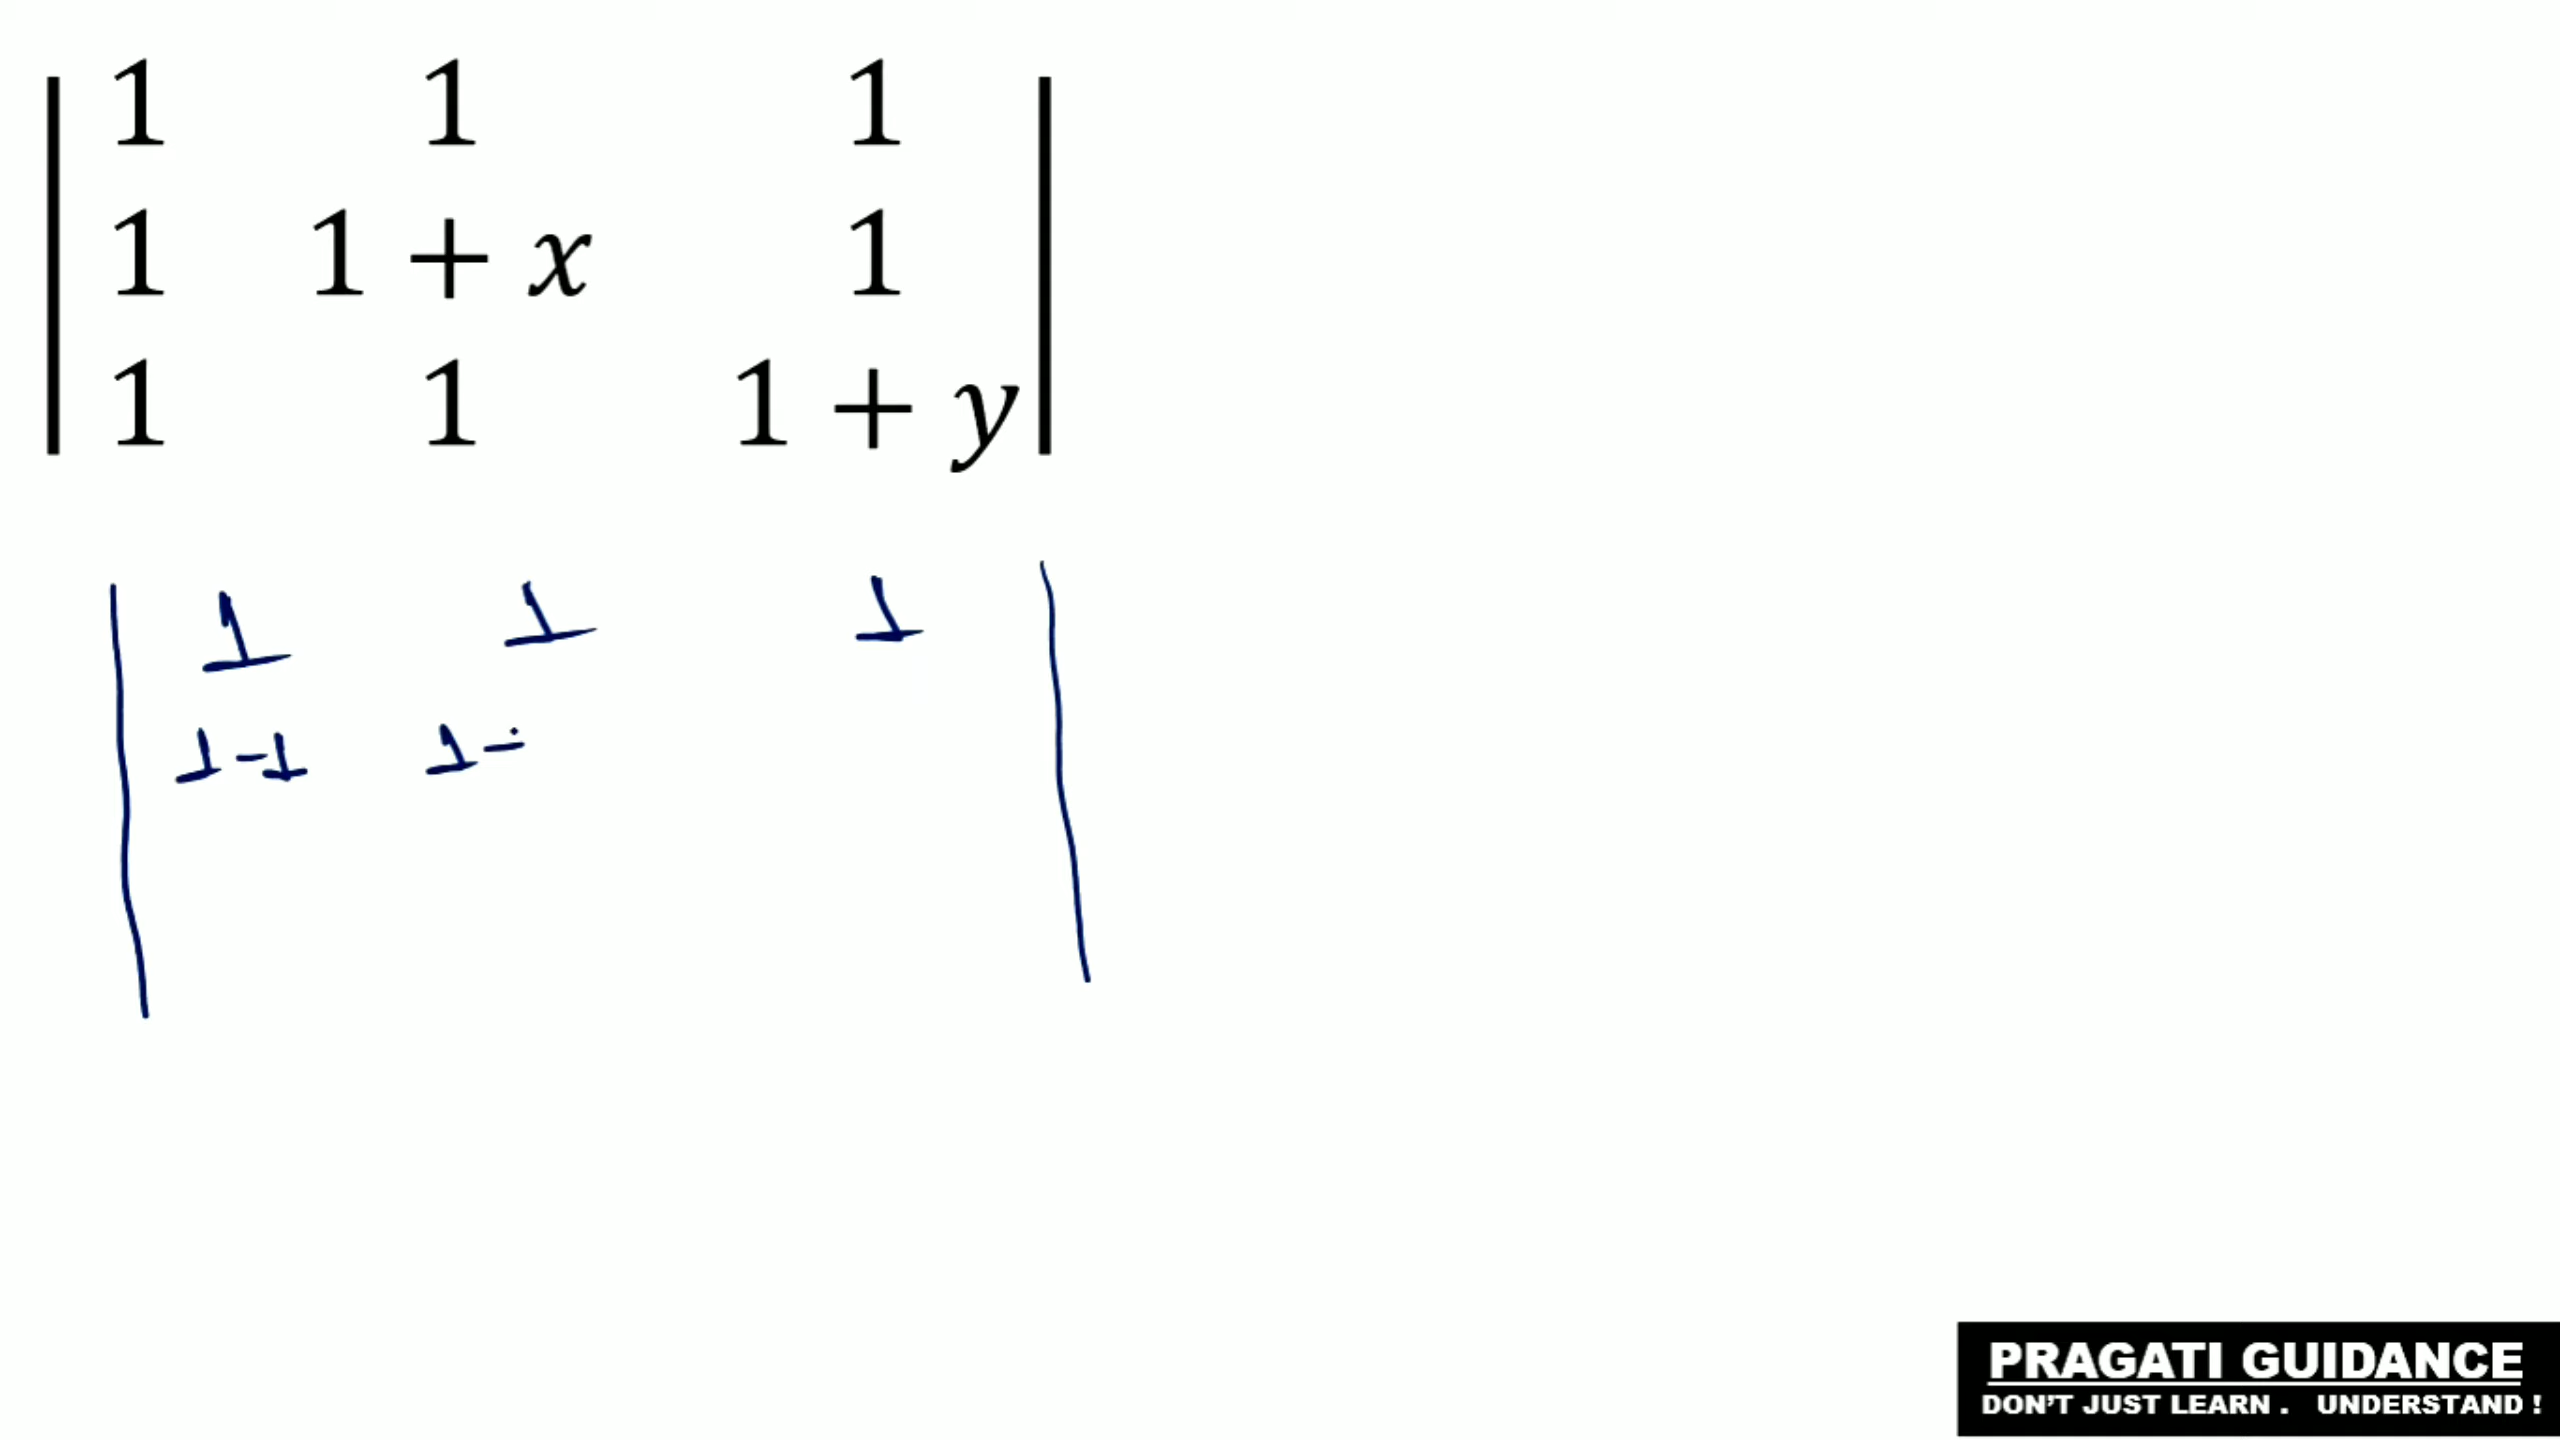 1 1 1
1 1 + x 1
1 1 1 + y
1 1 1
1-1 1-
PRAGATI GUIDANCE
DON'T JUST LEARN . UNDERSTAND !